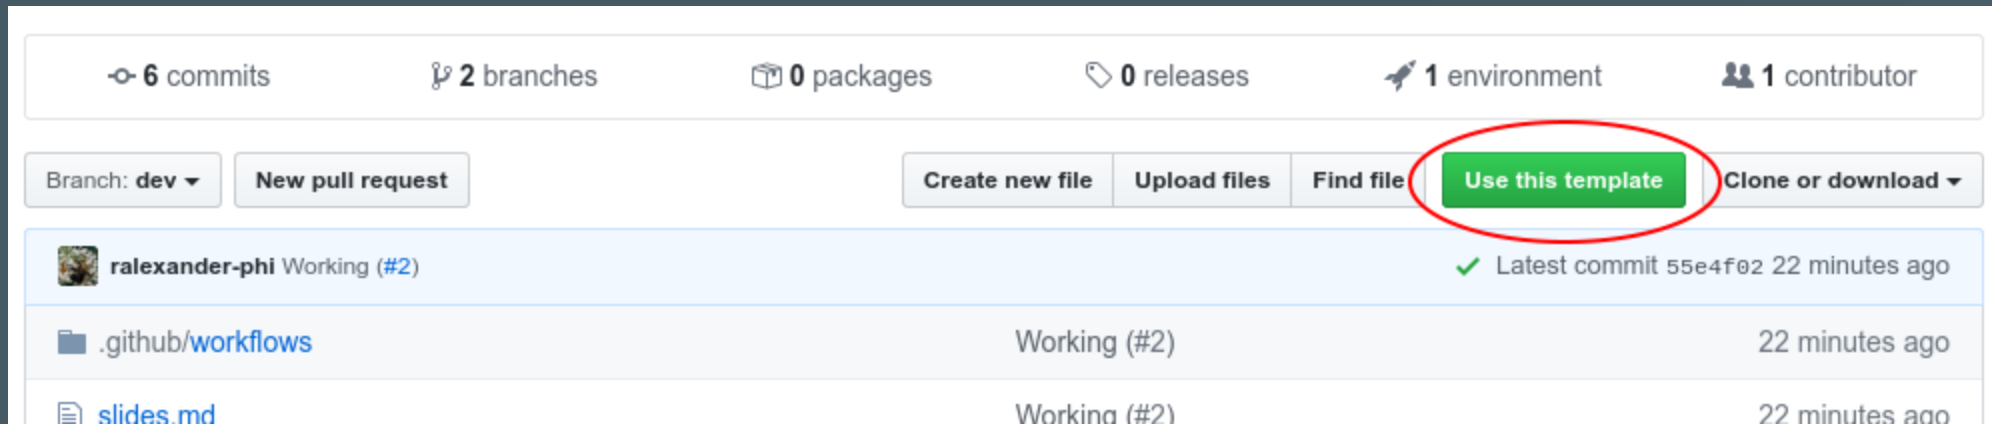 6 commits 2 branches 0 packages 0 releases 1 environment 1 contributor
Branch: dev New pull request Create new file Upload files Find file Use this template Clone or download
ralexander-phi Working (#2) Latest commit 55e4f02 22 minutes ago
.github/workflows Working (#2) 22 minutes ago
slides.md Working (#2) 22 minutes ago